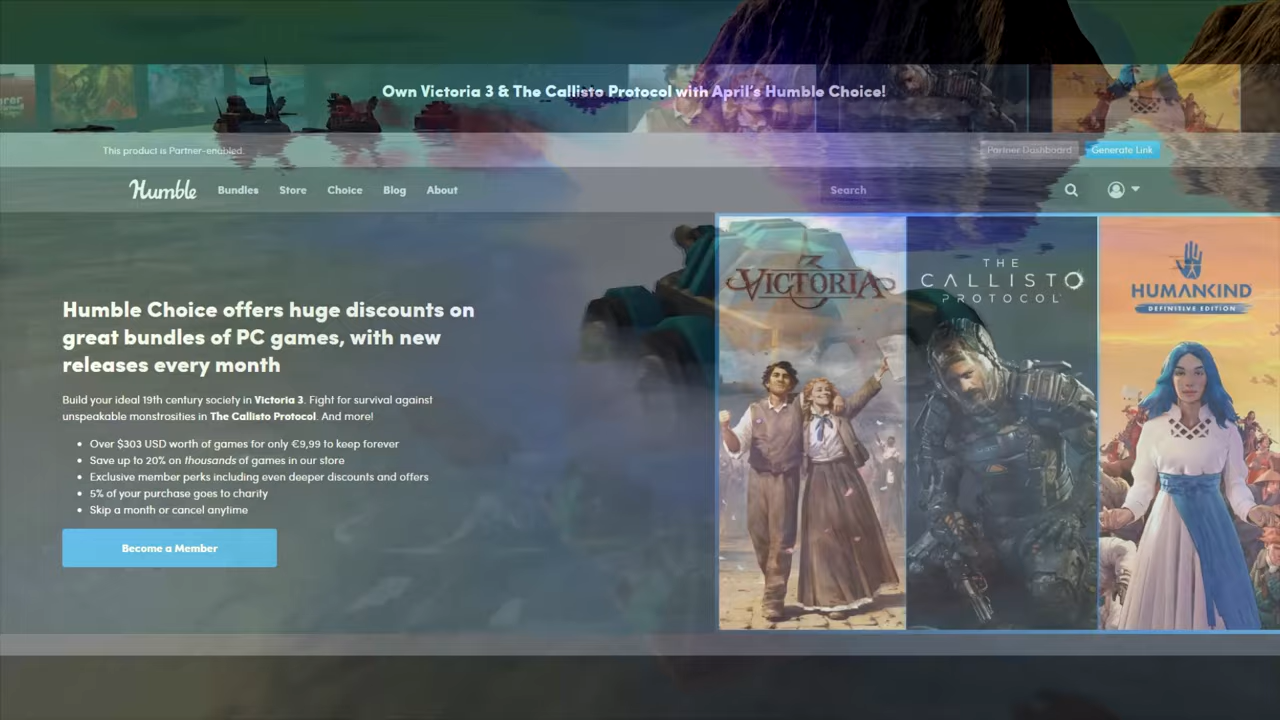 Own Victoria 3 & The Callisto Protocol with April's Humble Choice!
This product is Partner-enabled.
Partner Dashboard
Generate Link
Humble
Bundles
Store
Choice
Blog
About
Search
Humble Choice offers huge discounts on
great bundles of PC games, with new
releases every month
Build your ideal 19th century society in Victoria 3. Fight for survival against
unspeakable monstrosities in The Callisto Protocol. And more!
• Over $303 USD worth of games for only €9,99 to keep forever
• Save up to 20% on thousands of games in our store
• Exclusive member perks including even deeper discounts and offers
• 5% of your purchase goes to charity
• Skip a month or cancel anytime
Become a Member
3
VICTORIA
THE
CALLISTO
PROTOCOL
HUMANKIND
DEFINITIVE EDITION